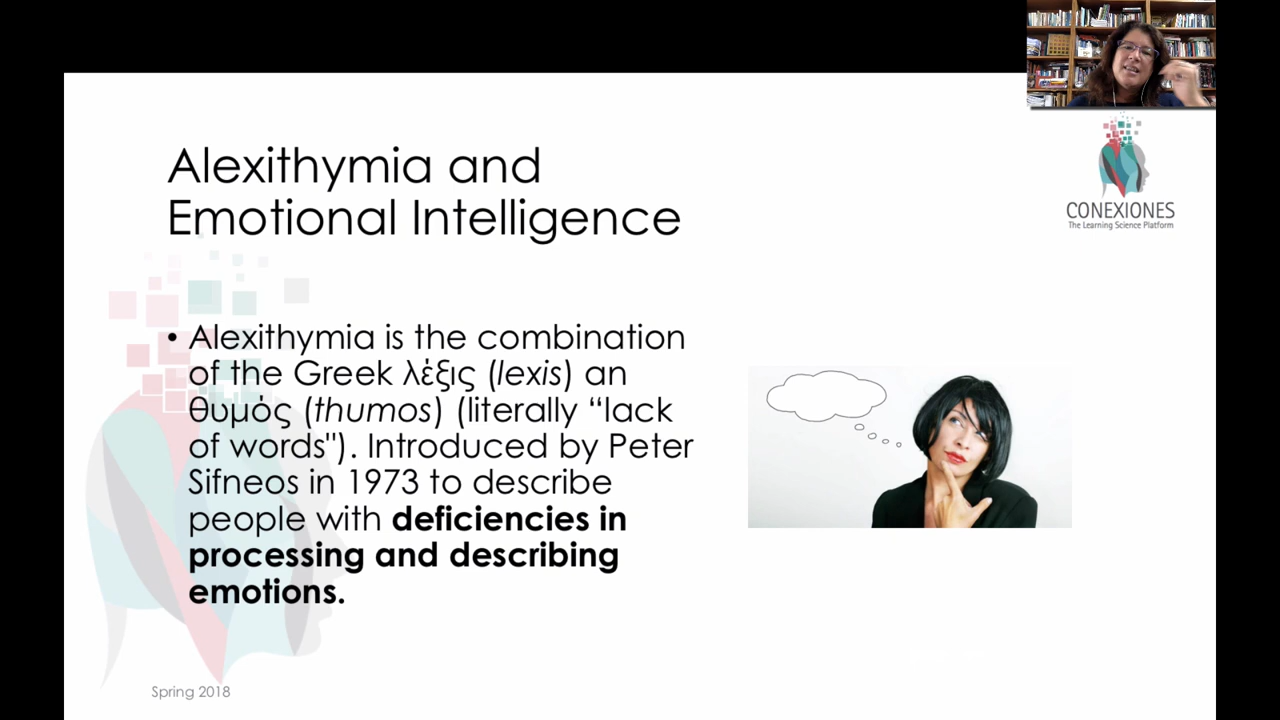 Alexithymia and
Emotional Intelligence
CONEXIONES
The Learning Science Platform
• Alexithymia is the combination
of the Greek λέξις (lexis) an
θυμός (thumos) (literally “lack
of words"). Introduced by Peter
Sifneos in 1973 to describe
people with deficiencies in
processing and describing
emotions.
Spring 2018